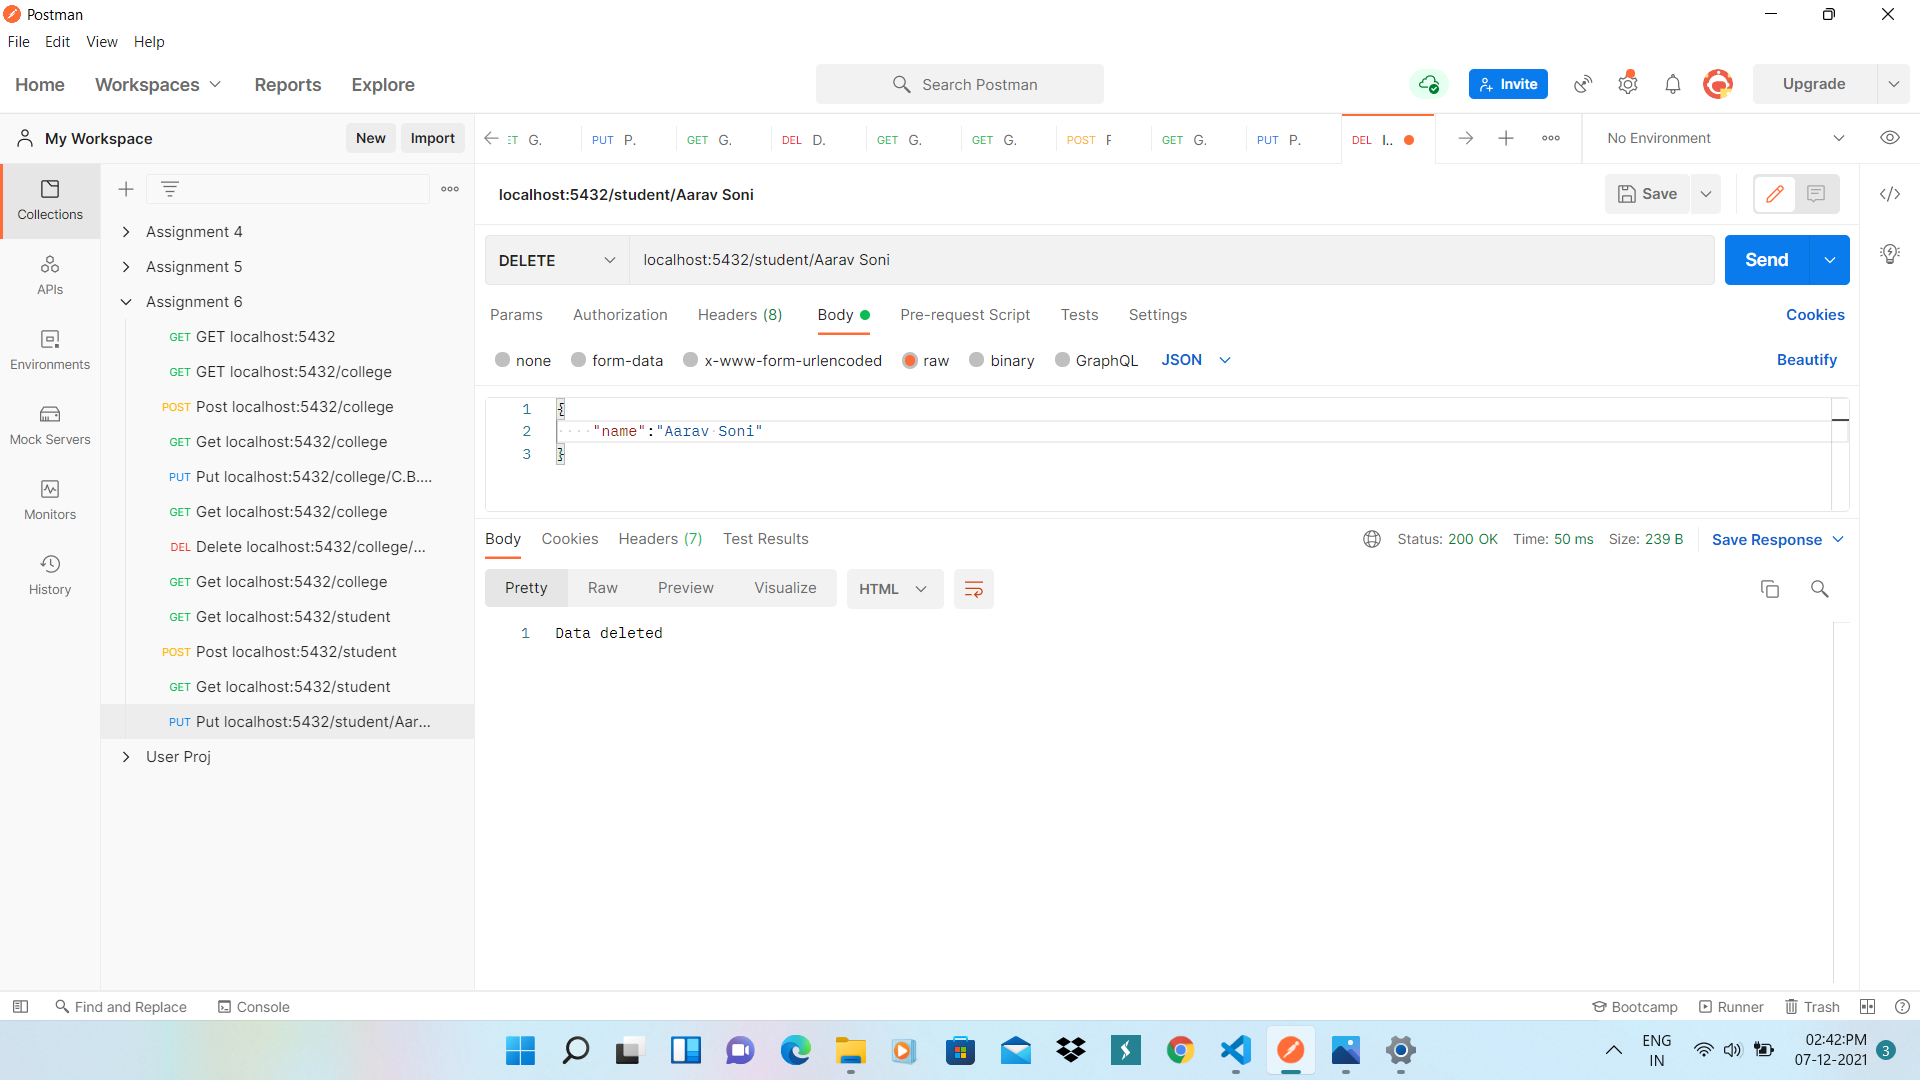 Postman
File Edit View Help
Home Workspaces Reports Explore Search Postman Invite Upgrade
My Workspace New Import GET G. PUT P. GET G. DEL D. GET G. GET G. POST GET G. PUT P. DEL I.. No Environment
Collections
APIs
Environments
Mock Servers
Monitors
History
Assignment 4
Assignment 5
Assignment 6
GET GET localhost:5432
GET GET localhost:5432/college
POST Post localhost:5432/college
GET Get localhost:5432/college
PUT Put localhost:5432/college/C.B....
GET Get localhost:5432/college
DEL Delete localhost:5432/college/...
GET Get localhost:5432/college
GET Get localhost:5432/student
POST Post localhost:5432/student
GET Get localhost:5432/student
PUT Put localhost:5432/student/Aar...
User Proj
localhost:5432/student/Aarav Soni Save
DELETE localhost:5432/student/Aarav Soni Send
Params Authorization Headers (8) Body Pre-request Script Tests Settings Cookies
none form-data x-www-form-urlencoded raw binary GraphQL JSON Beautify
1 {
2 "name":"Aarav Soni"
3 }
Body Cookies Headers (7) Test Results Status: 200 OK Time: 50 ms Size: 239 B Save Response
Pretty Raw Preview Visualize HTML
1 Data deleted
Find and Replace Console Bootcamp Runner Trash
ENG
IN
02:42:PM
07-12-2021
3